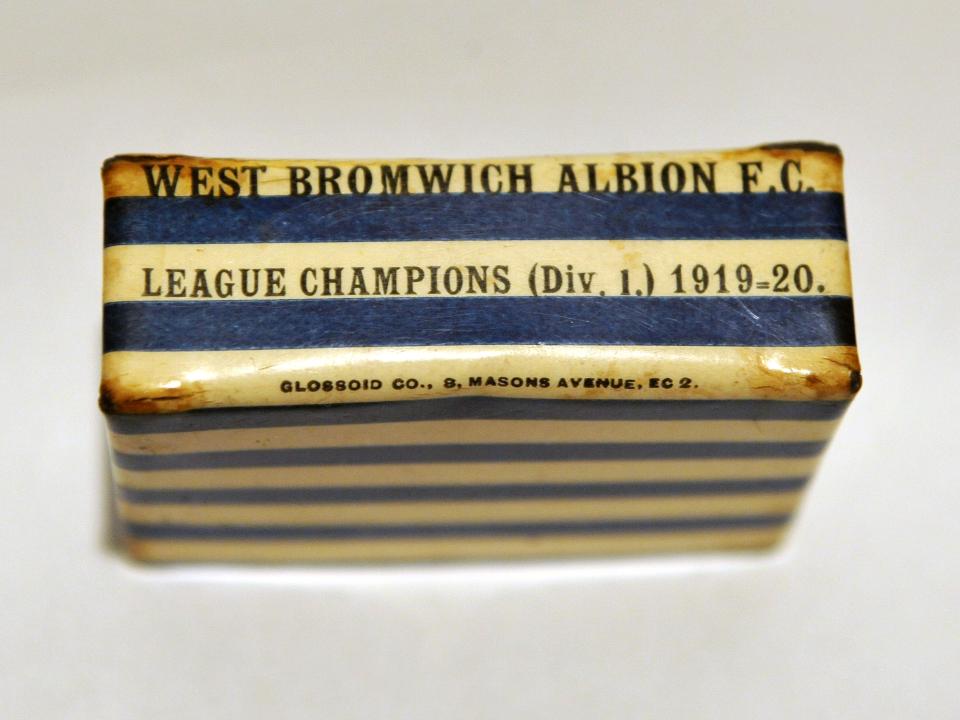 WEST BROMWICH ALBION F.C.
LEAGUE CHAMPIONS (Div. 1.) 1919=20.
GLOSSOID CO., 8, MASONS AVENUE, EC 2.